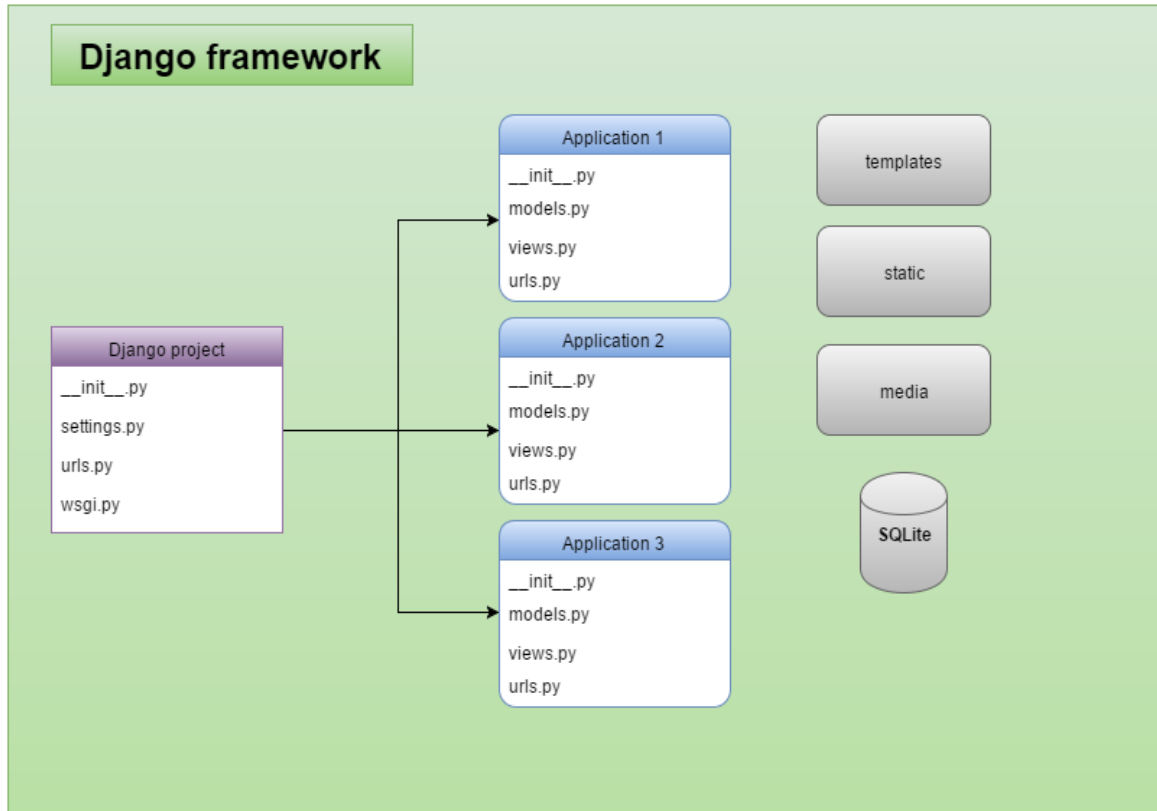 Django framework
Django project
__init__.py
settings.py
urls.py
wsgi.py
Application 1
__init__.py
models.py
views.py
urls.py
Application 2
__init__.py
models.py
views.py
urls.py
Application 3
__init__.py
models.py
views.py
urls.py
templates
static
media
SQLite